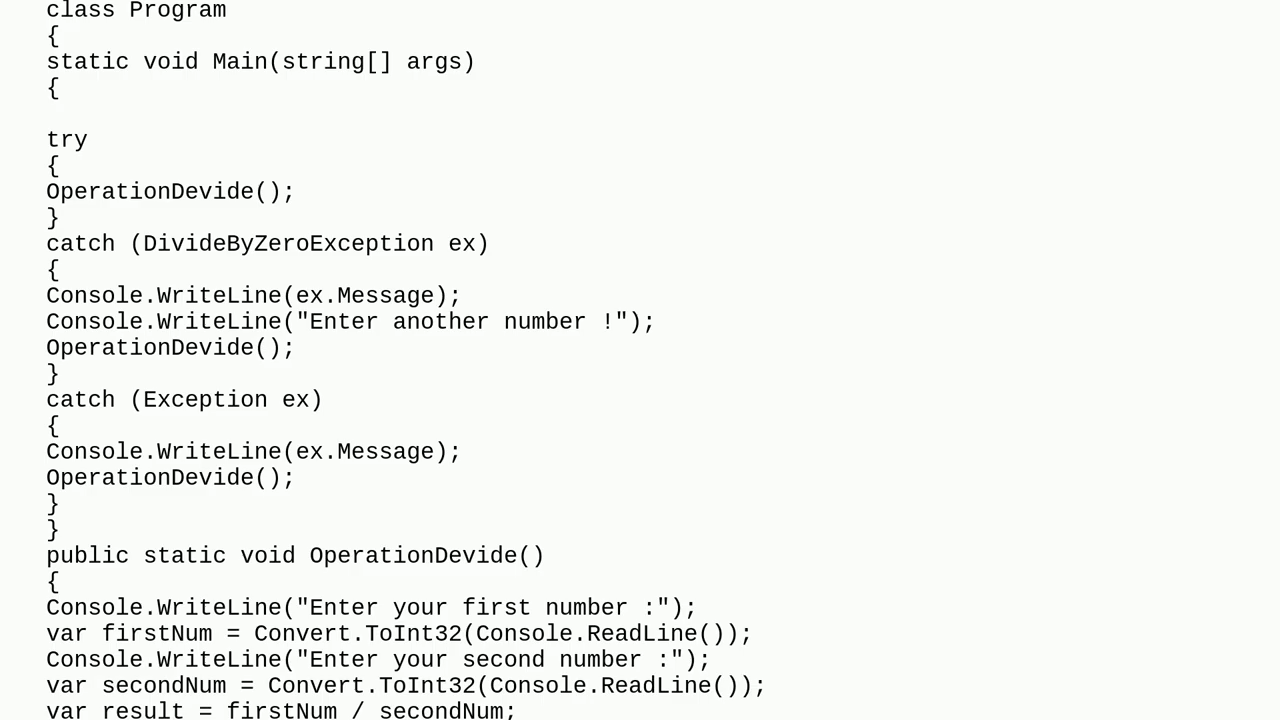 class Program
{
static void Main(string[] args)
{
try
{
OperationDevide();
}
catch (DivideByZeroException ex)
{
Console.WriteLine(ex.Message);
Console.WriteLine("Enter another number !");
OperationDevide();
}
catch (Exception ex)
{
Console.WriteLine(ex.Message);
OperationDevide();
}
}
public static void OperationDevide()
{
Console.WriteLine("Enter your first number :");
var firstNum = Convert.ToInt32(Console.ReadLine());
Console.WriteLine("Enter your second number :");
var secondNum = Convert.ToInt32(Console.ReadLine());
var result = firstNum / secondNum;